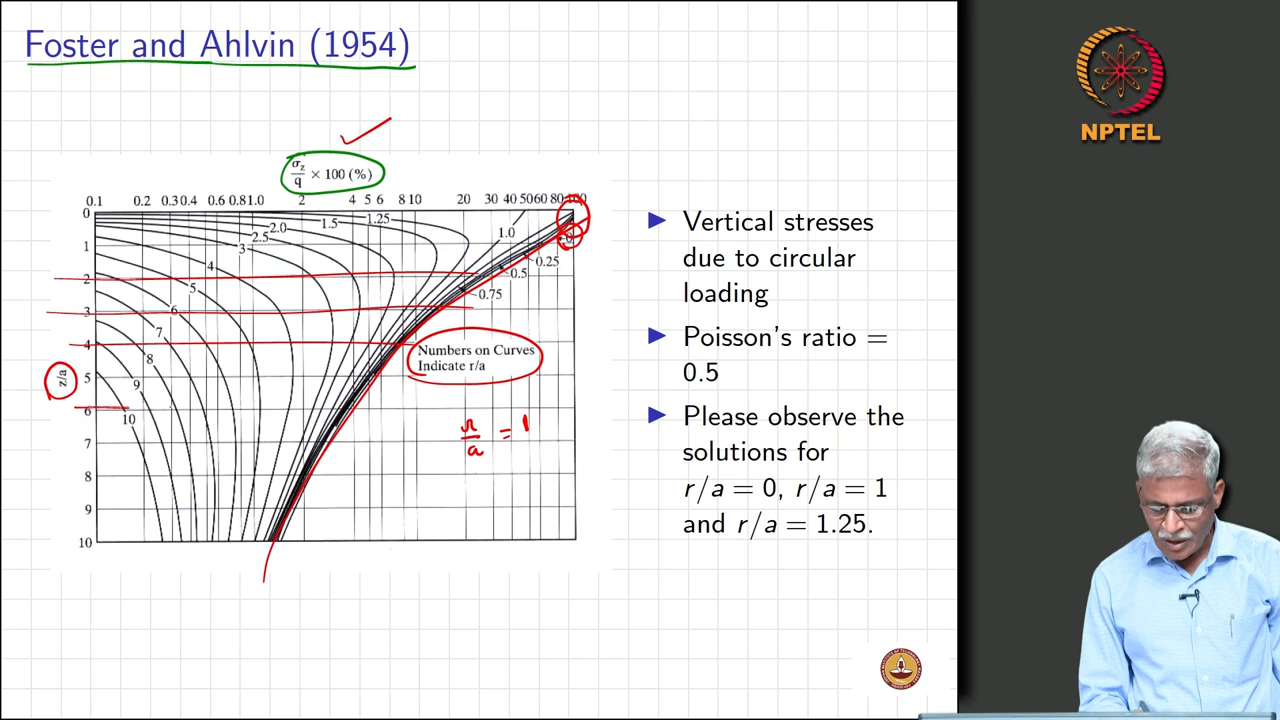 Foster and Ahlvin (1954)
NPTEL
σz/q × 100 (%)
0.1 0.2 0.3 0.4 0.6 0.8 1.0 2 4 5 6 8 10 20 30 40 50 60 80 100
0
1
2
3
4
5
6
7
8
9
10
z/a
1.25
1.5
2.0
2.5
3
4
5
6
7
8
9
10
1.0
0.25
0.5
0.75
Numbers on Curves
Indicate r/a
r/a = 1
▶ Vertical stresses
due to circular
loading
▶ Poisson's ratio =
0.5
▶ Please observe the
solutions for
r/a = 0, r/a = 1
and r/a = 1.25.